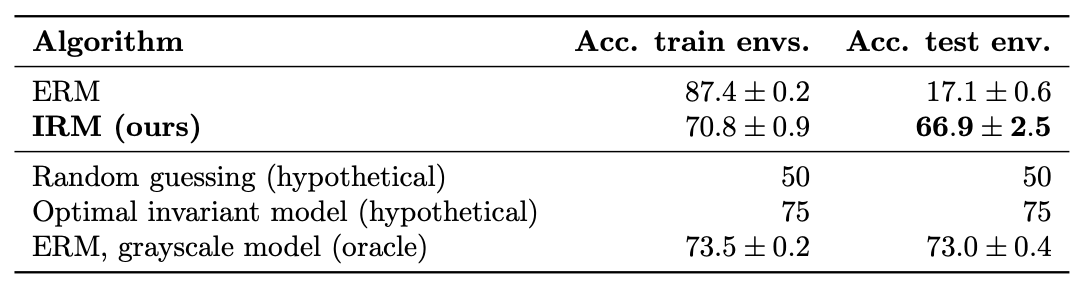 Algorithm Acc. train envs. Acc. test env.
ERM 87.4 ± 0.2 17.1 ± 0.6
IRM (ours) 70.8 ± 0.9 66.9 ± 2.5
Random guessing (hypothetical) 50 50
Optimal invariant model (hypothetical) 75 75
ERM, grayscale model (oracle) 73.5 ± 0.2 73.0 ± 0.4